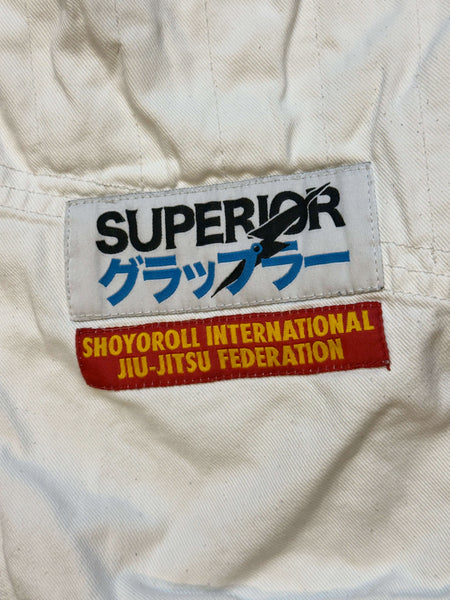 SUPERIOR
グラップラー
SHOYOROLL INTERNATIONAL
JIU-JITSU FEDERATION